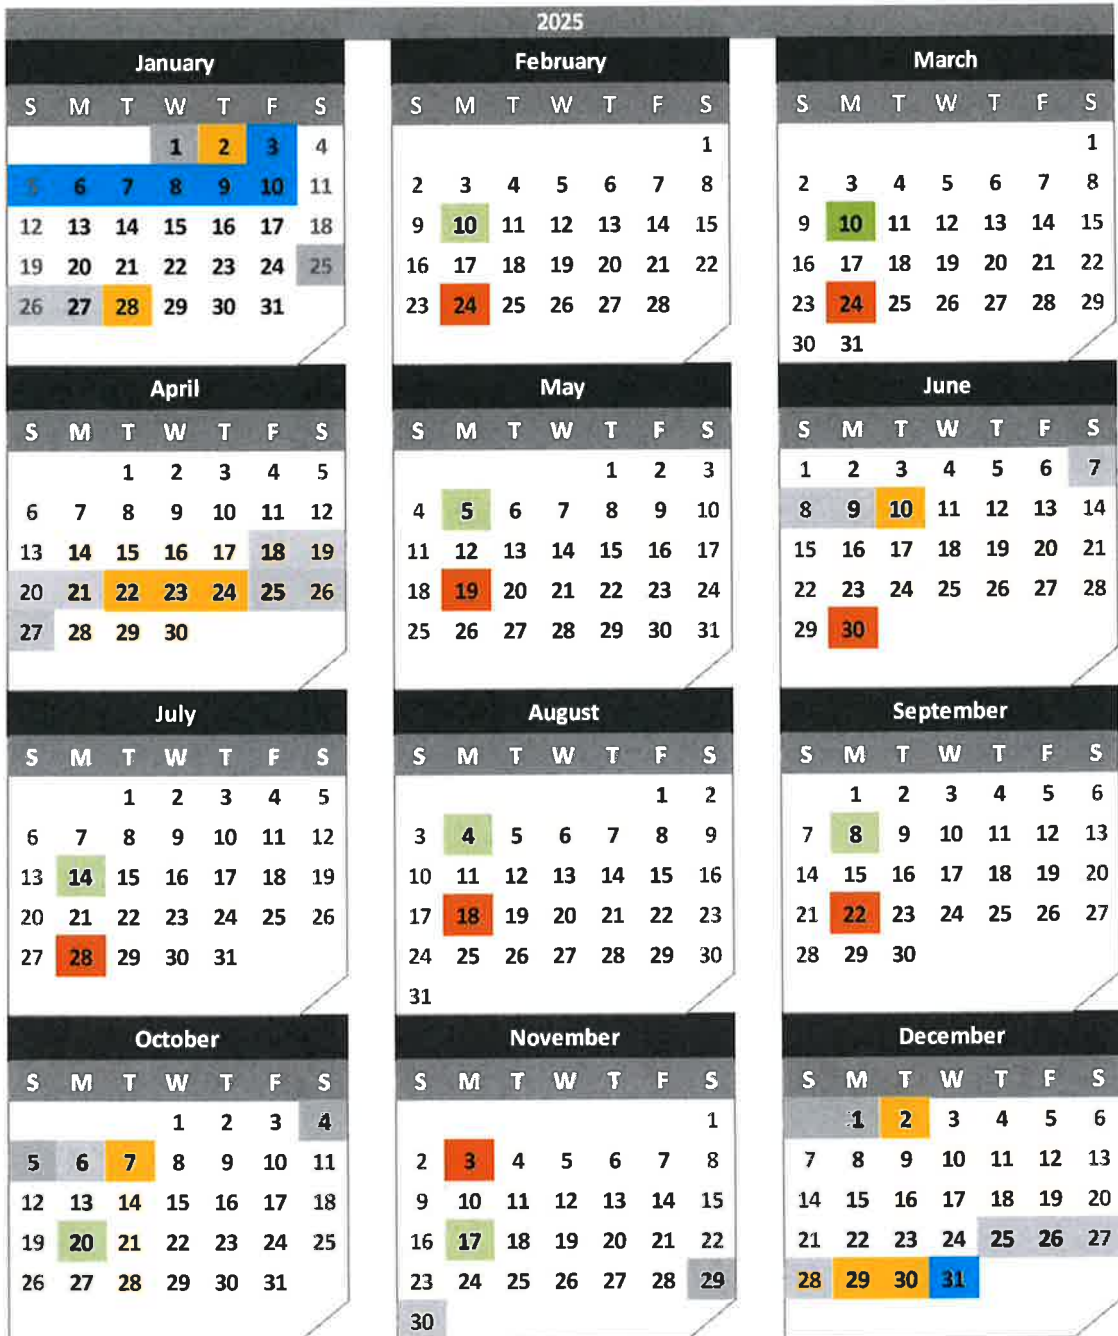 2025
January
S M T W T F S
1 2 3 4
5 6 7 8 9 10 11
12 13 14 15 16 17 18
19 20 21 22 23 24 25
26 27 28 29 30 31
February
S M T W T F S
1
2 3 4 5 6 7 8
9 10 11 12 13 14 15
16 17 18 19 20 21 22
23 24 25 26 27 28
March
S M T W T F S
1
2 3 4 5 6 7 8
9 10 11 12 13 14 15
16 17 18 19 20 21 22
23 24 25 26 27 28 29
30 31
April
S M T W T F S
1 2 3 4 5
6 7 8 9 10 11 12
13 14 15 16 17 18 19
20 21 22 23 24 25 26
27 28 29 30
May
S M T W T F S
1 2 3
4 5 6 7 8 9 10
11 12 13 14 15 16 17
18 19 20 21 22 23 24
25 26 27 28 29 30 31
June
S M T W T F S
1 2 3 4 5 6 7
8 9 10 11 12 13 14
15 16 17 18 19 20 21
22 23 24 25 26 27 28
29 30
July
S M T W T F S
1 2 3 4 5
6 7 8 9 10 11 12
13 14 15 16 17 18 19
20 21 22 23 24 25 26
27 28 29 30 31
August
S M T W T F S
1 2
3 4 5 6 7 8 9
10 11 12 13 14 15 16
17 18 19 20 21 22 23
24 25 26 27 28 29 30
31
September
S M T W T F S
1 2 3 4 5 6
7 8 9 10 11 12 13
14 15 16 17 18 19 20
21 22 23 24 25 26 27
28 29 30
October
S M T W T F S
1 2 3 4
5 6 7 8 9 10 11
12 13 14 15 16 17 18
19 20 21 22 23 24 25
26 27 28 29 30 31
November
S M T W T F S
1
2 3 4 5 6 7 8
9 10 11 12 13 14 15
16 17 18 19 20 21 22
23 24 25 26 27 28 29
30
December
S M T W T F S
1 2 3 4 5 6
7 8 9 10 11 12 13
14 15 16 17 18 19 20
21 22 23 24 25 26 27
28 29 30 31